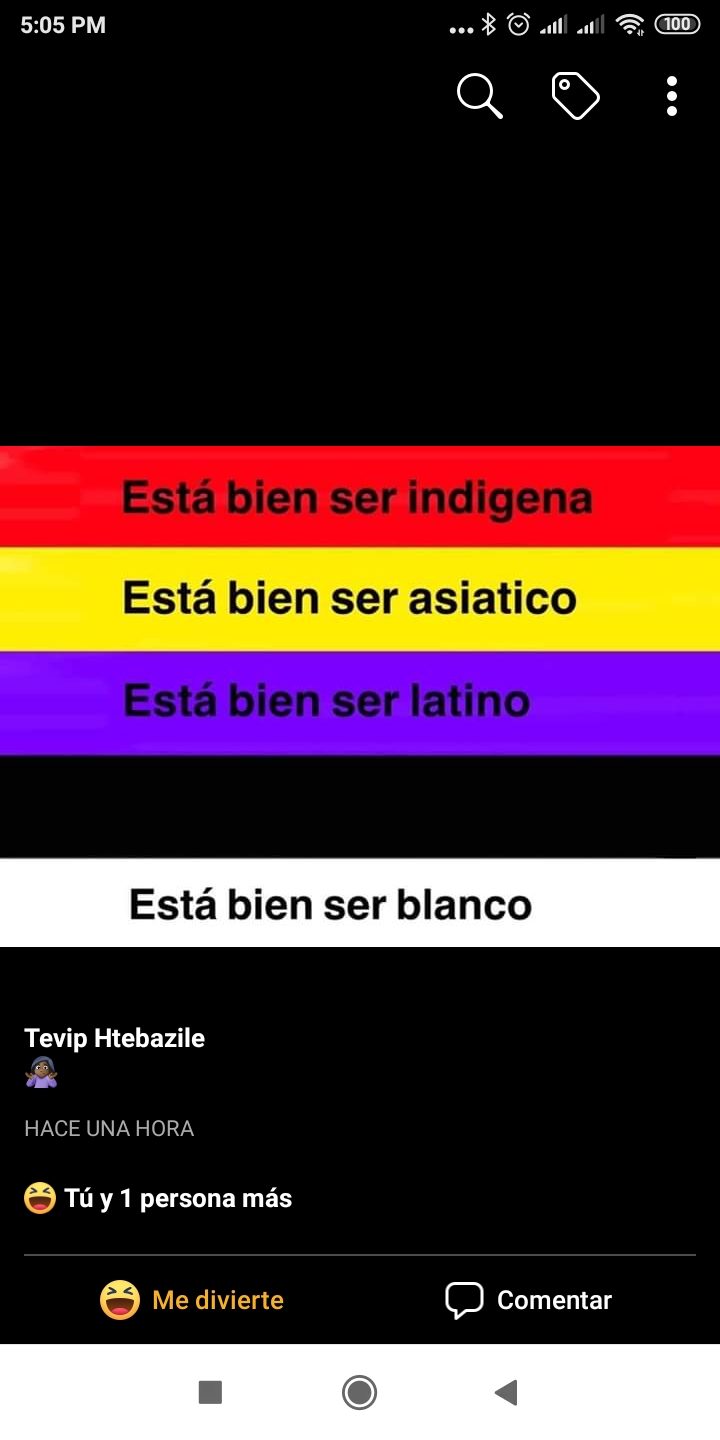 5:05 PM
100
Está bien ser indigena
Está bien ser asiatico
Está bien ser latino
Está bien ser blanco
Tevip Htebazile
HACE UNA HORA
Tú y 1 persona más
Me divierte
Comentar